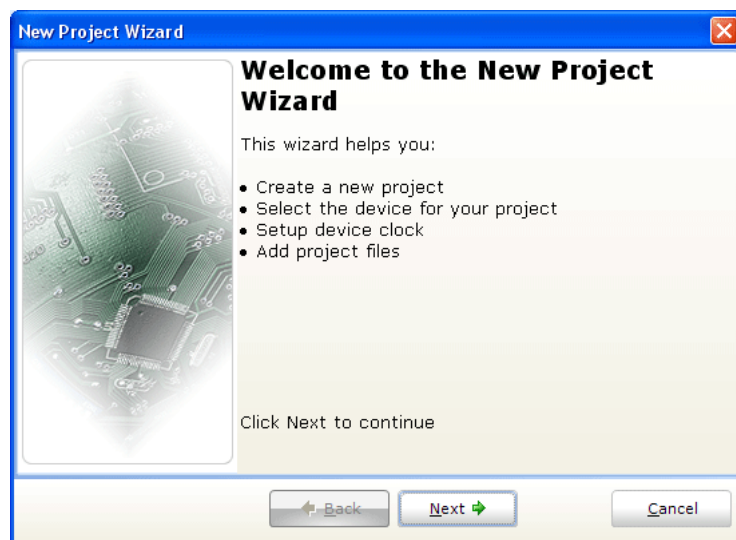 New Project Wizard
Welcome to the New Project
Wizard
This wizard helps you:
• Create a new project
• Select the device for your project
• Setup device clock
• Add project files
Click Next to continue
Back
Next
Cancel